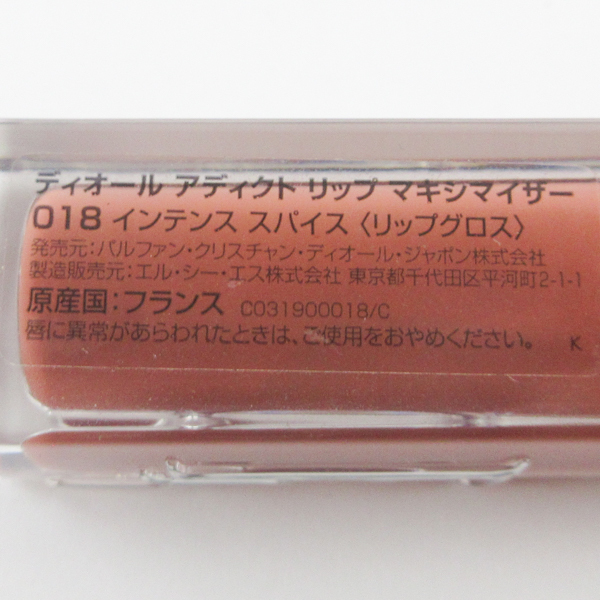 ディオール アディクト リップ マキシマイザー
018 インテンス スパイス〈リップグロス〉
発売元:パルファン・クリスチャン・ディオール・ジャポン株式会社
製造販売元:エル・シー・エス株式会社 東京都千代田区平河町2-1-1
原産国:フランス C031900018/C
唇に異常があらわれたときは、ご使用をおやめください。 K